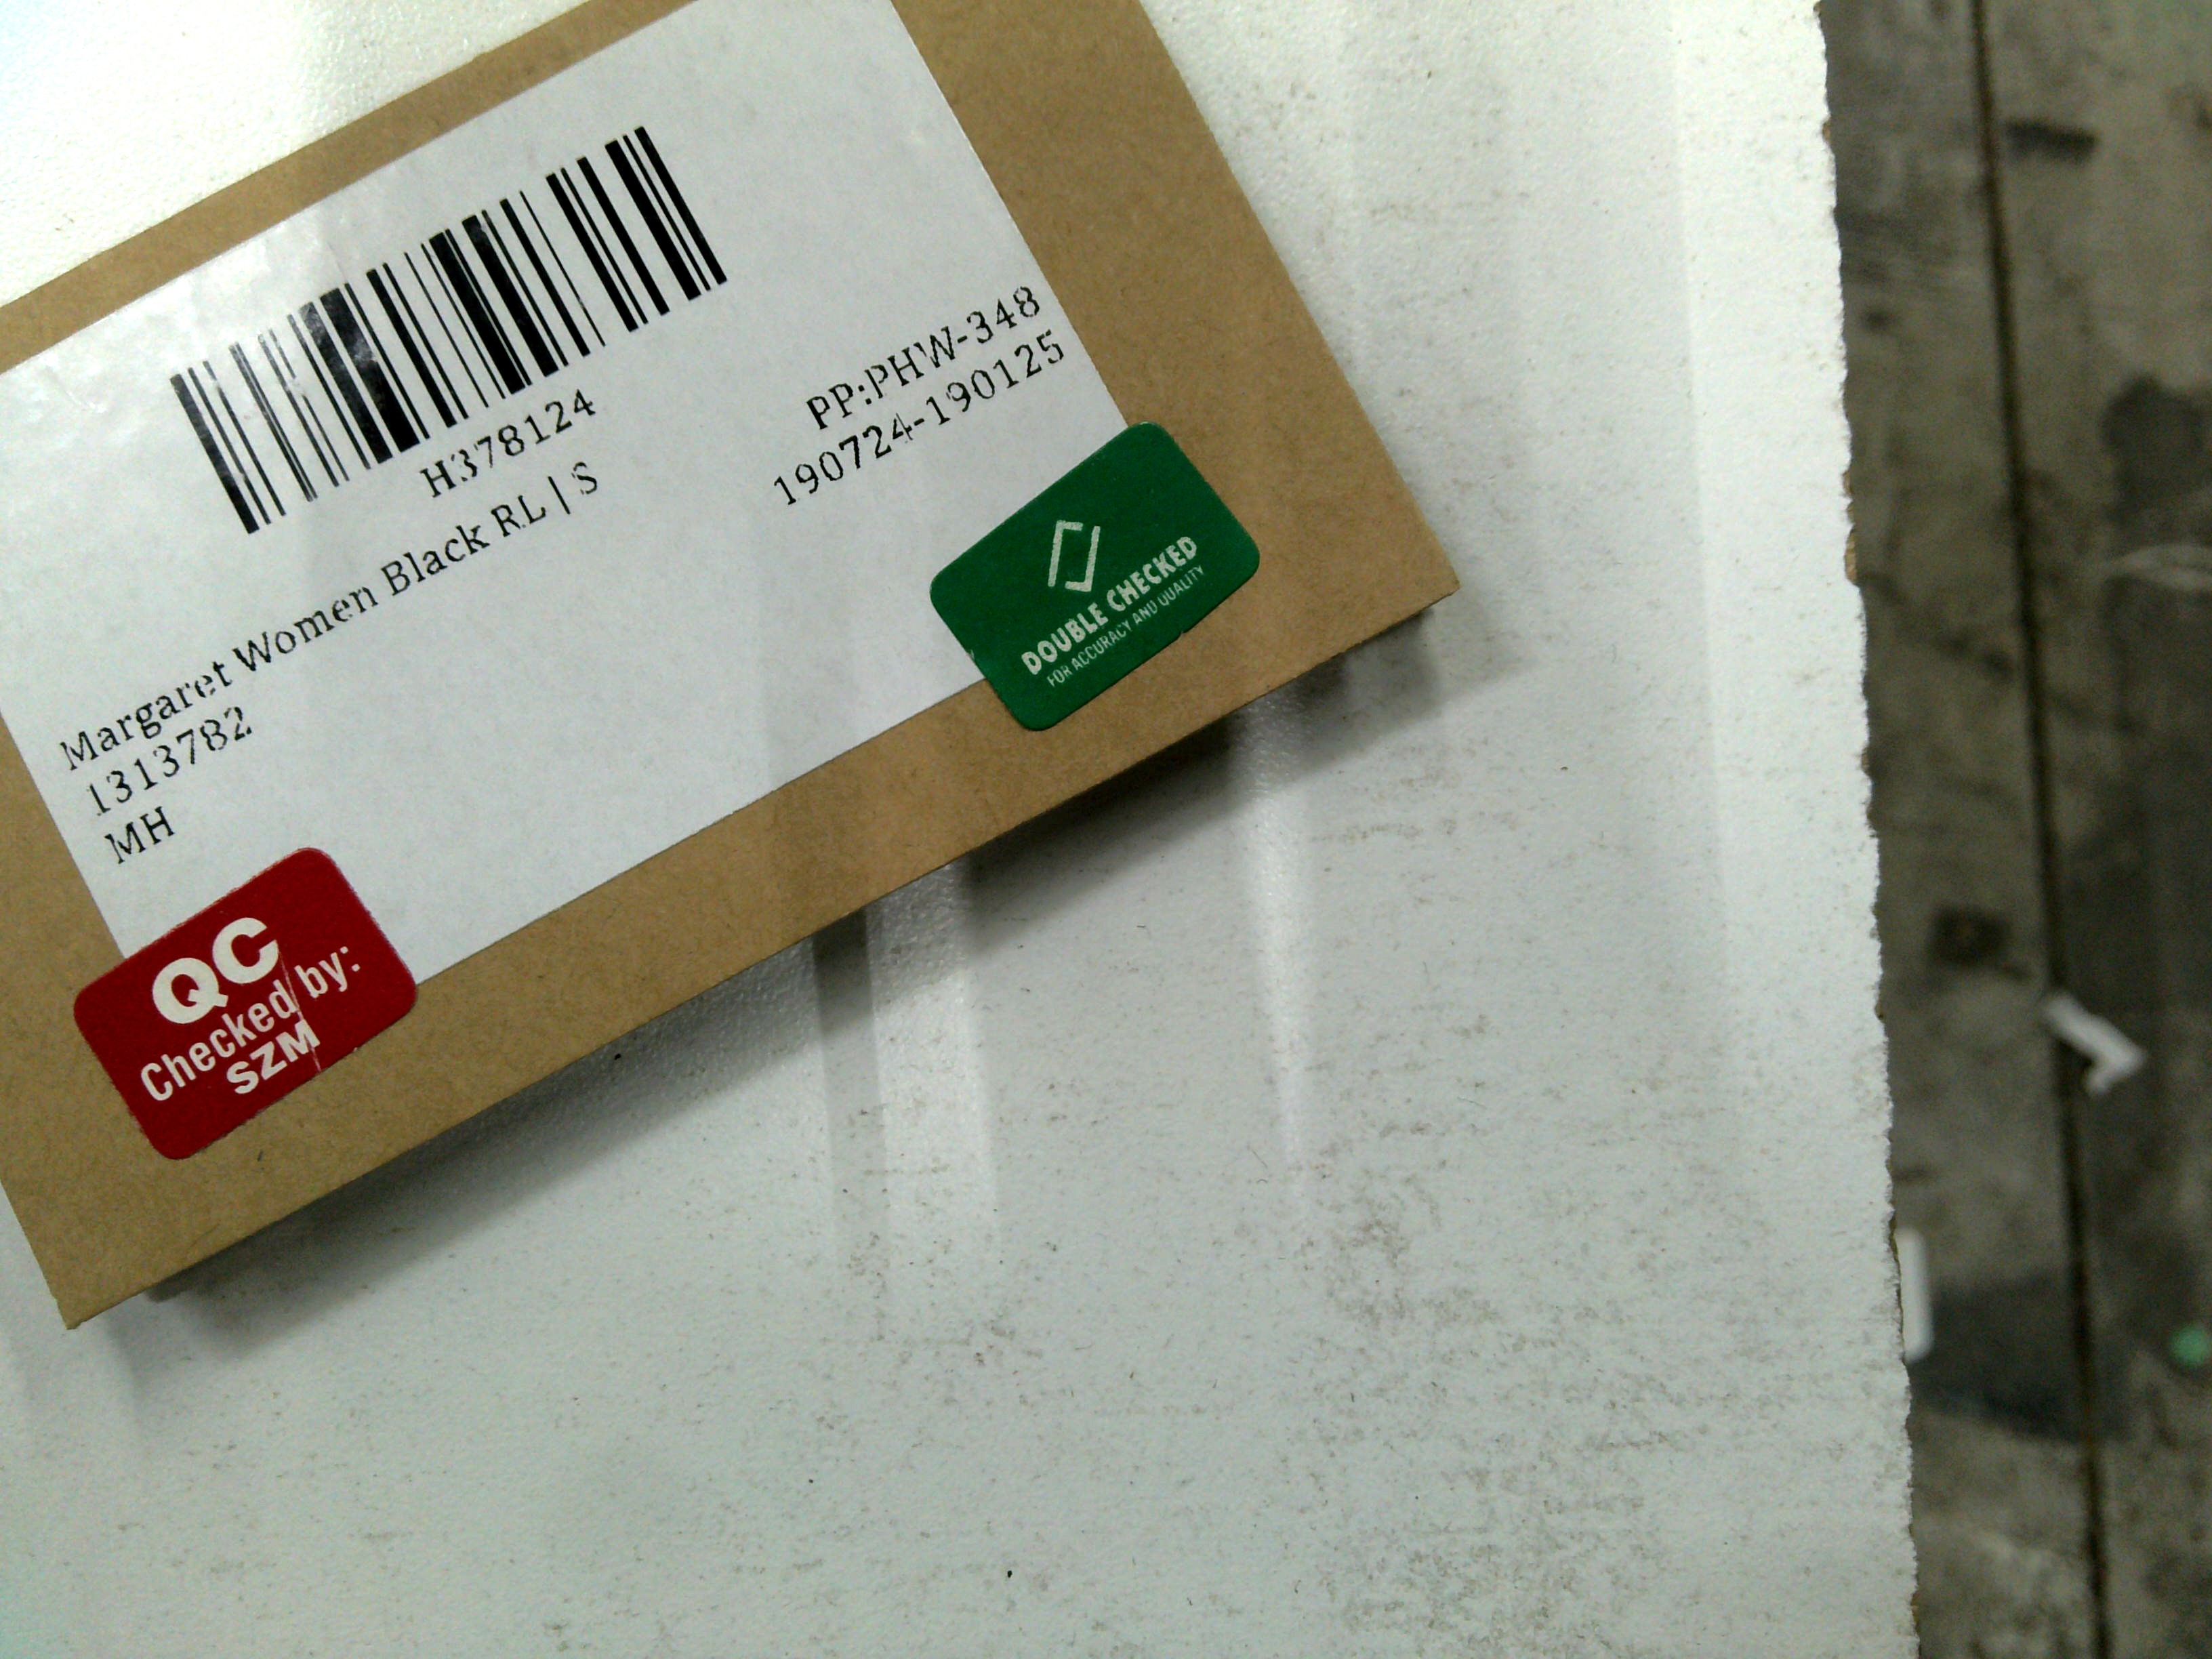 H378124
Margaret Women Black RL | S
1313782
MH
PP:PHW-348
190724-190125
DOUBLE CHECKED
FOR ACCURACY AND QUALITY
QC
Checked by:
SZM